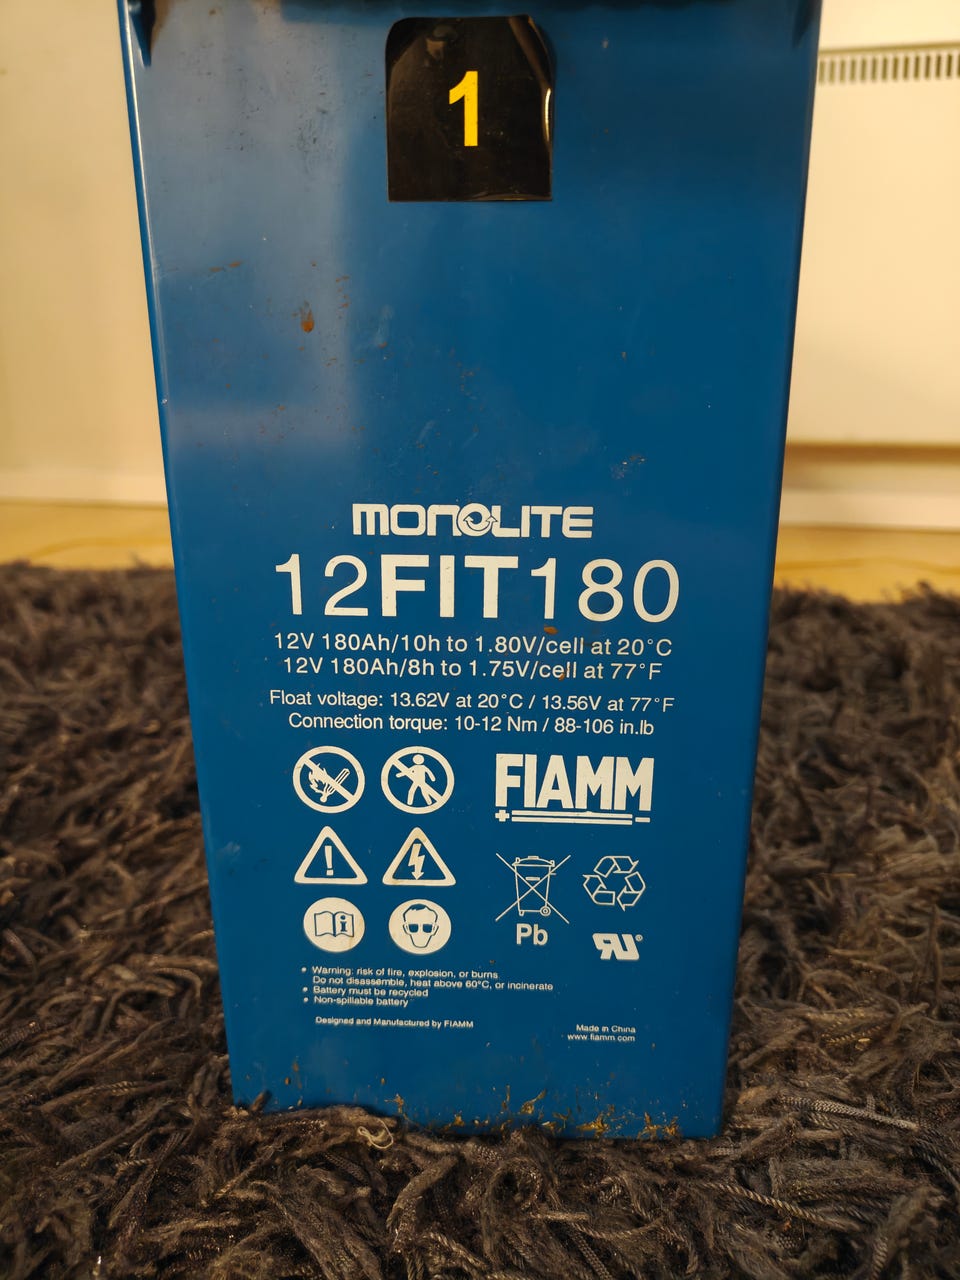 1
MONOLITE
12FIT180
12V 180Ah/10h to 1.80V/cell at 20°C
12V 180Ah/8h to 1.75V/cell at 77°F
Float voltage: 13.62V at 20°C / 13.56V at 77°F
Connection torque: 10-12 Nm / 88-106 in.lb
FIAMM
Pb
• Warning: risk of fire, explosion, or burns
Do not disassemble, heat above 60°C, or incinerate
• Battery must be recycled
• Non-spillable battery
Designed and Manufactured by FIAMM
Made in China
www.fiamm.com